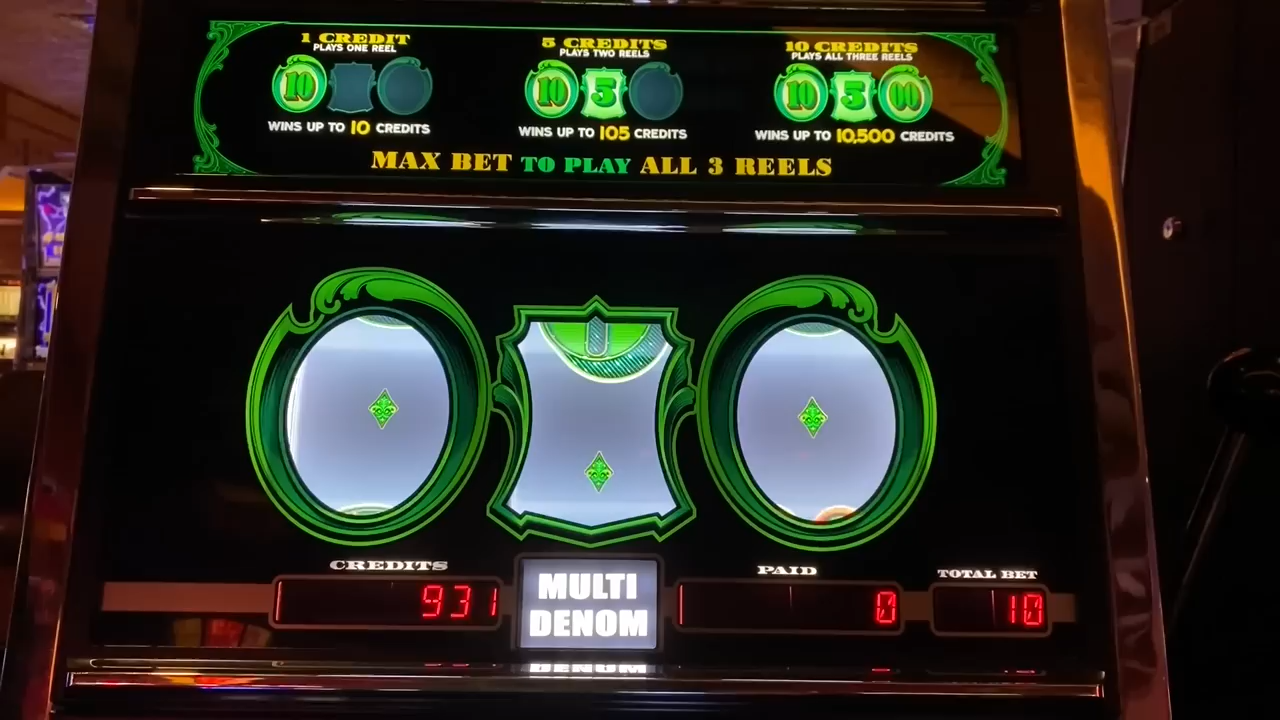 1 CREDIT
PLAYS ONE REEL
10
WINS UP TO 10 CREDITS
5 CREDITS
PLAYS TWO REELS
10 5
WINS UP TO 105 CREDITS
10 CREDITS
PLAYS ALL THREE REELS
10 5 00
WINS UP TO 10,500 CREDITS
MAX BET TO PLAY ALL 3 REELS
CREDITS
931
MULTI
DENOM
PAID
0
TOTAL BET
10